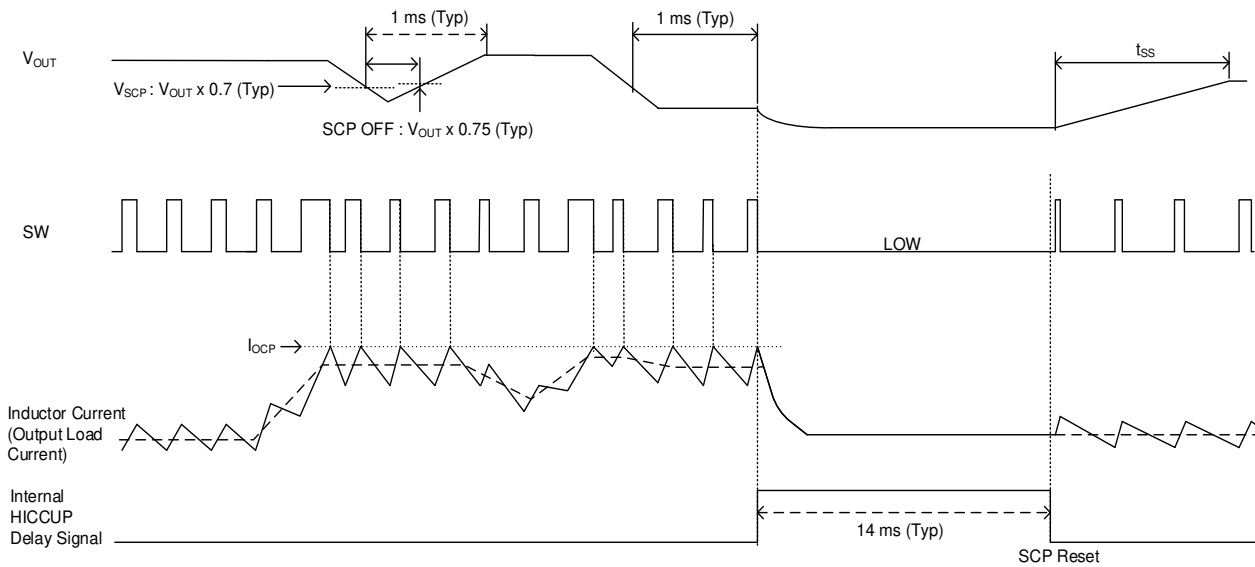 1 ms (Typ)
1 ms (Typ)
tSS
VOUT
VSCP : VOUT x 0.7 (Typ)
SCP OFF : VOUT x 0.75 (Typ)
SW
LOW
IOCP
Inductor Current
(Output Load
Current)
Internal
HICCUP
Delay Signal
14 ms (Typ)
SCP Reset